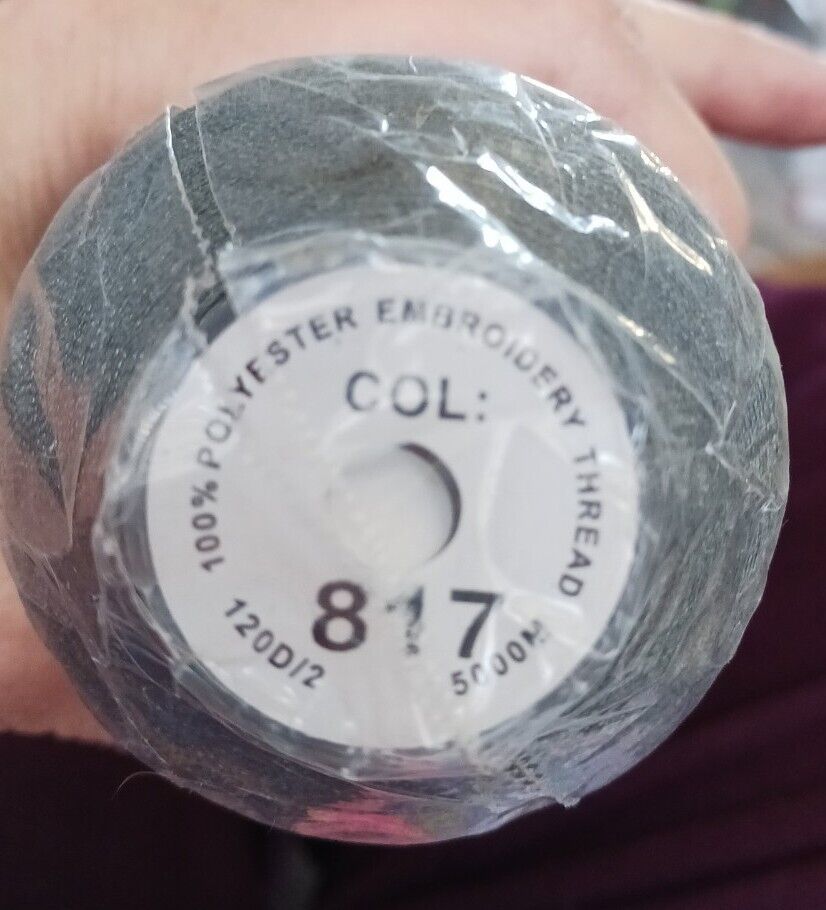 100% POLYESTER EMBROIDERY THREAD
COL:
817
120D/2
5000M